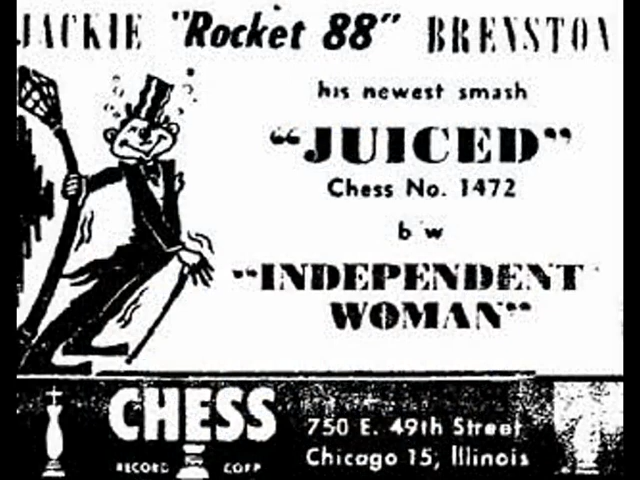 JACKIE "Rocket 88" BRENSTON
his newest smash
"JUICED"
Chess No. 1472
b w
"INDEPENDENT
WOMAN"
CHESS
RECORD CORP
750 E. 49th Street
Chicago 15, Illinois